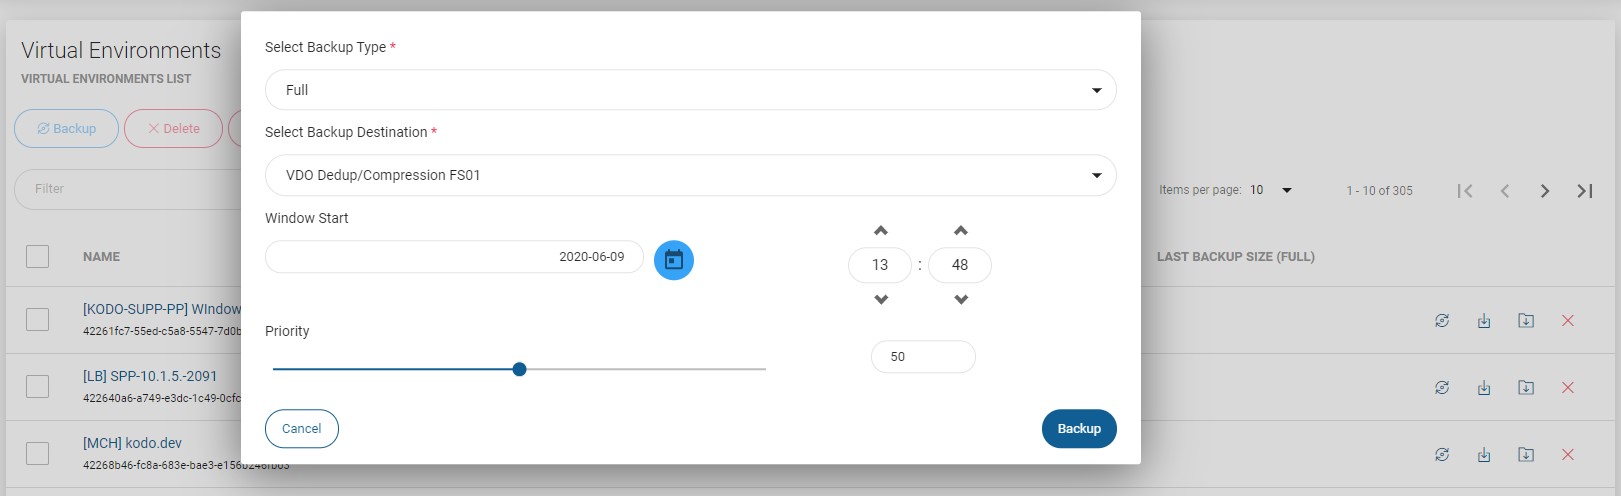 Virtual Environments
VIRTUAL ENVIRONMENTS LIST
Backup
Delete
Filter
Items per page: 10
1 - 10 of 305
NAME
LAST BACKUP SIZE (FULL)
[KODO-SUPP-PP] WIndow
42261fc7-55ed-c5a8-5547-7d0b
[LB] SPP-10.1.5.-2091
422640a6-a749-e3dc-1c49-0cfc
[MCH] kodo.dev
42268b46-fc8a-683e-bae3-e156b246fb03
Select Backup Type *
Full
Select Backup Destination *
VDO Dedup/Compression FS01
Window Start
2020-06-09
13 : 48
Priority
50
Cancel
Backup